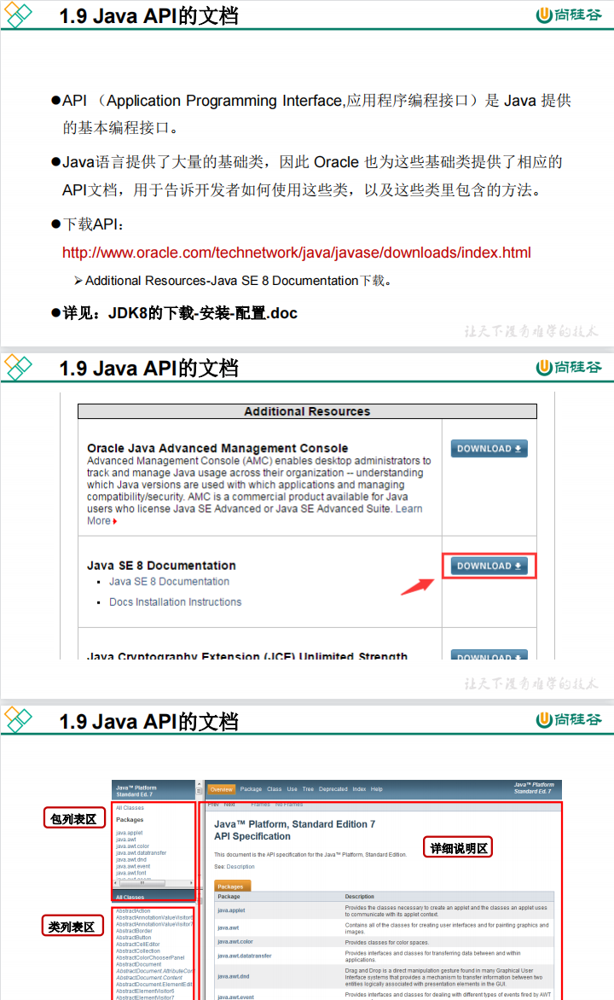 1.9 Java API的文档
尚硅谷
●API （Application Programming Interface,应用程序编程接口）是 Java 提供
的基本编程接口。
●Java语言提供了大量的基础类，因此 Oracle 也为这些基础类提供了相应的
API文档，用于告诉开发者如何使用这些类，以及这些类里包含的方法。
●下载API：
http://www.oracle.com/technetwork/java/javase/downloads/index.html
➢Additional Resources-Java SE 8 Documentation下载。
●详见：JDK8的下载-安装-配置.doc
让天下没有难学的技术
1.9 Java API的文档
尚硅谷
Additional Resources
Oracle Java Advanced Management Console
Advanced Management Console (AMC) enables desktop administrators to
track and manage Java usage across their organization -- understanding
which Java versions are used with which applications and managing
compatibility/security. AMC is a commercial product available for Java
users who license Java SE Advanced or Java SE Advanced Suite. Learn
More
DOWNLOAD
Java SE 8 Documentation
▪ Java SE 8 Documentation
▪ Docs Installation Instructions
DOWNLOAD
Java Cryptography Extension (JCE) Unlimited Strength
DOWNLOAD
让天下没有难学的技术
1.9 Java API的文档
尚硅谷
包列表区
类列表区
详细说明区
Java™ Platform
Standard Ed. 7
All Classes
Packages
java.applet
java.awt
java.awt.color
java.awt.datatransfer
java.awt.dnd
java.awt.event
java.awt.font
All Classes
AbstractAction
AbstractAnnotationValueVisitor6
AbstractAnnotationValueVisitor7
AbstractBorder
AbstractButton
AbstractCellEditor
AbstractCollection
AbstractColorChooserPanel
AbstractDocument
AbstractDocument.AttributeCon
AbstractDocument.Content
AbstractDocument.ElementEdit
AbstractElementVisitor6
AbstractElementVisitor7
Overview Package Class Use Tree Deprecated Index Help
Java™ Platform
Standard Ed. 7
Prev Next Frames No Frames
Java™ Platform, Standard Edition 7
API Specification
This document is the API specification for the Java™ Platform, Standard Edition.
See: Description
Packages
Package Description
java.applet Provides the classes necessary to create an applet and the classes an applet uses
to communicate with its applet context.
java.awt Contains all of the classes for creating user interfaces and for painting graphics and
images.
java.awt.color Provides classes for color spaces.
java.awt.datatransfer Provides interfaces and classes for transferring data between and within
applications.
java.awt.dnd Drag and Drop is a direct manipulation gesture found in many Graphical User
Interface systems that provides a mechanism to transfer information between two
entities logically associated with presentation elements in the GUI.
java.awt.event Provides interfaces and classes for dealing with different types of events fired by AWT